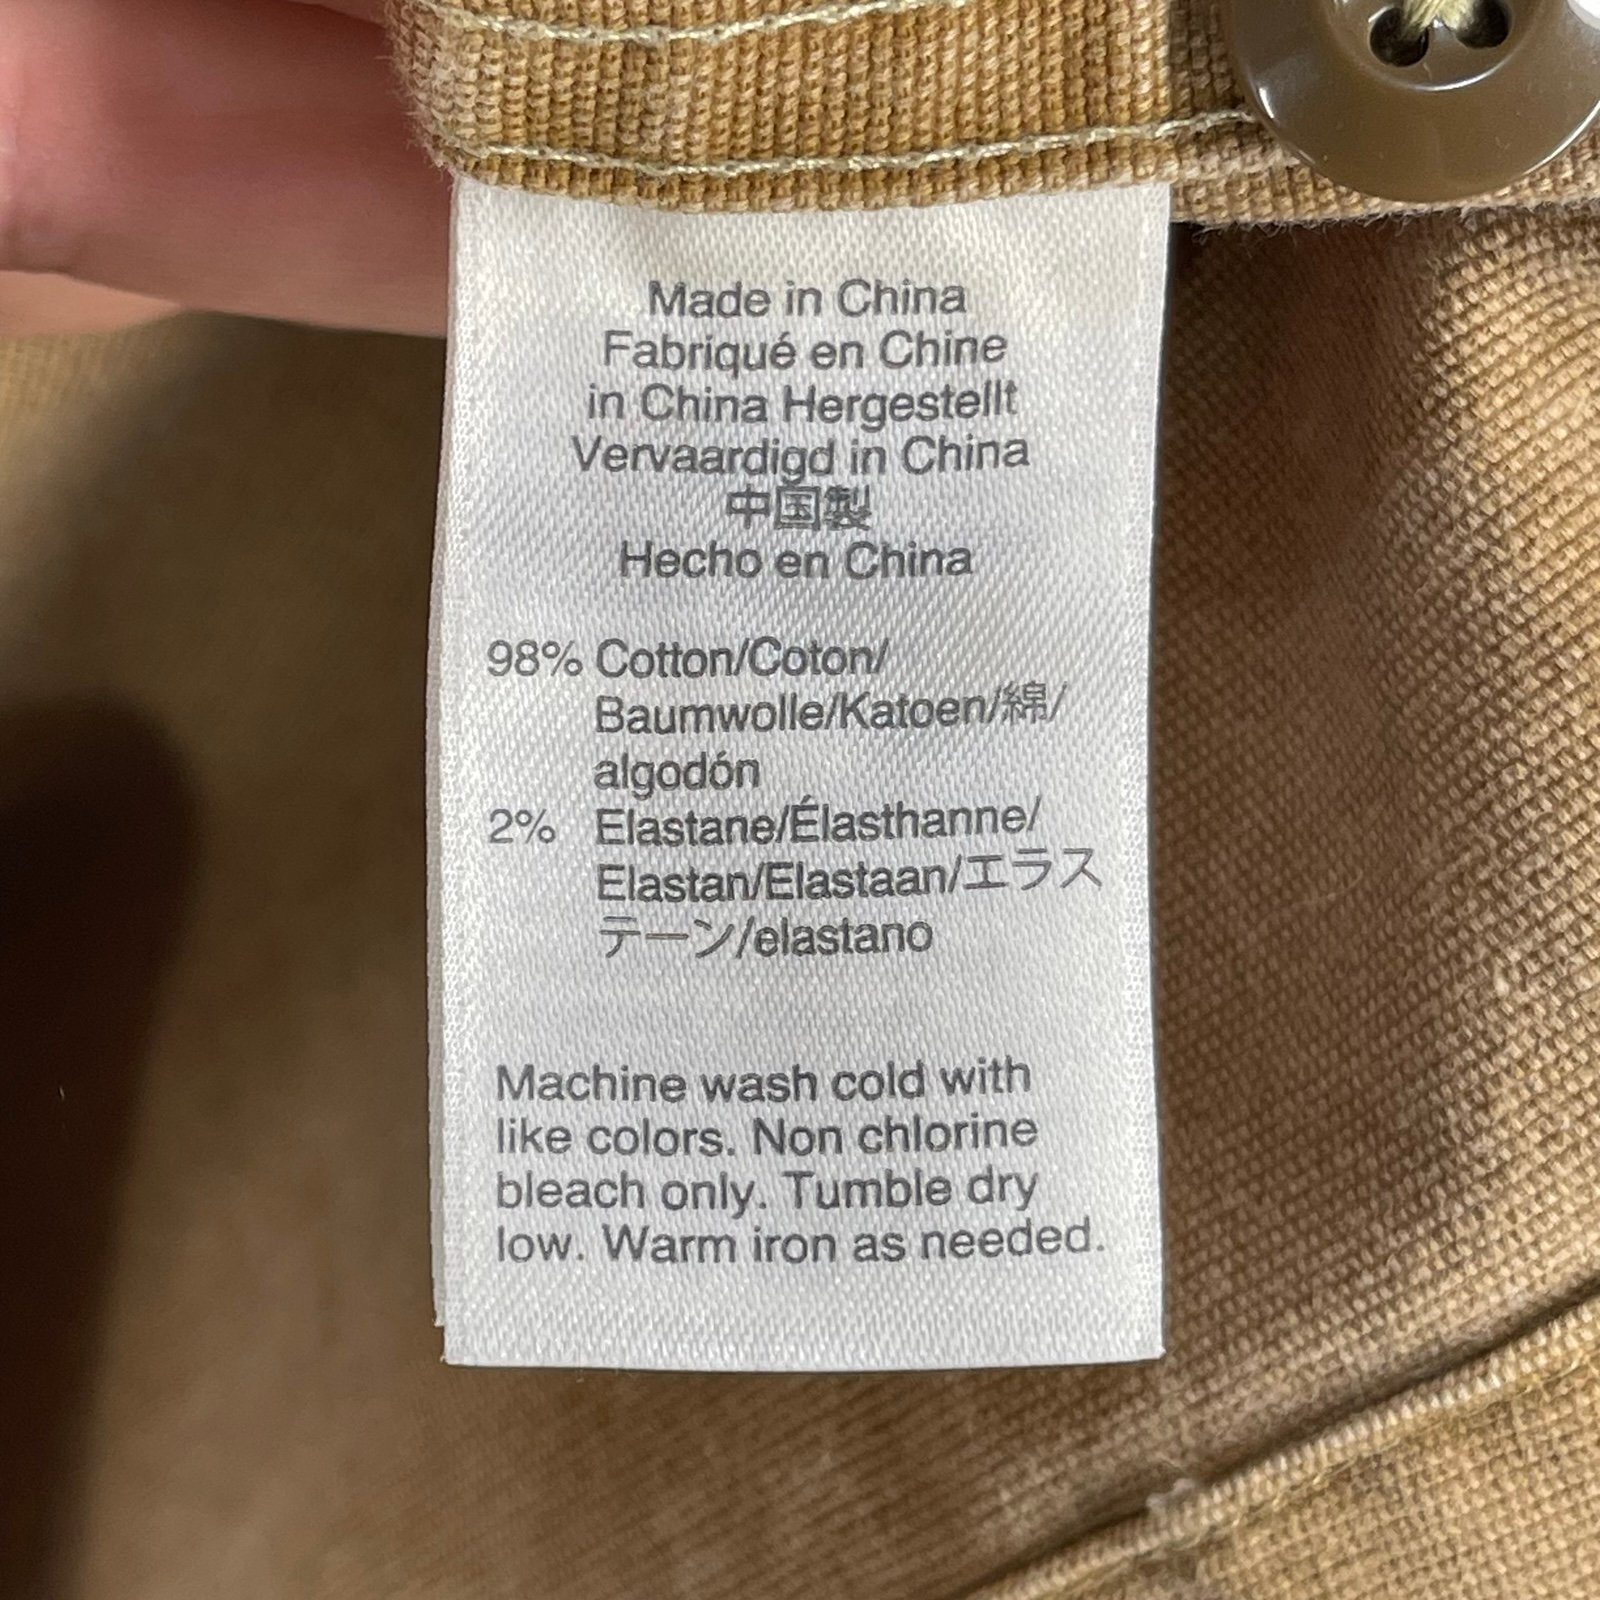 Made in China
Fabriqué en Chine
in China Hergestellt
Vervaardigd in China
中国製
Hecho en China
98% Cotton/Coton/
Baumwolle/Katoen/綿/
algodón
2% Elastane/Élasthanne/
Elastan/Elastaan/エラス
テーン/elastano
Machine wash cold with
like colors. Non chlorine
bleach only. Tumble dry
low. Warm iron as needed.